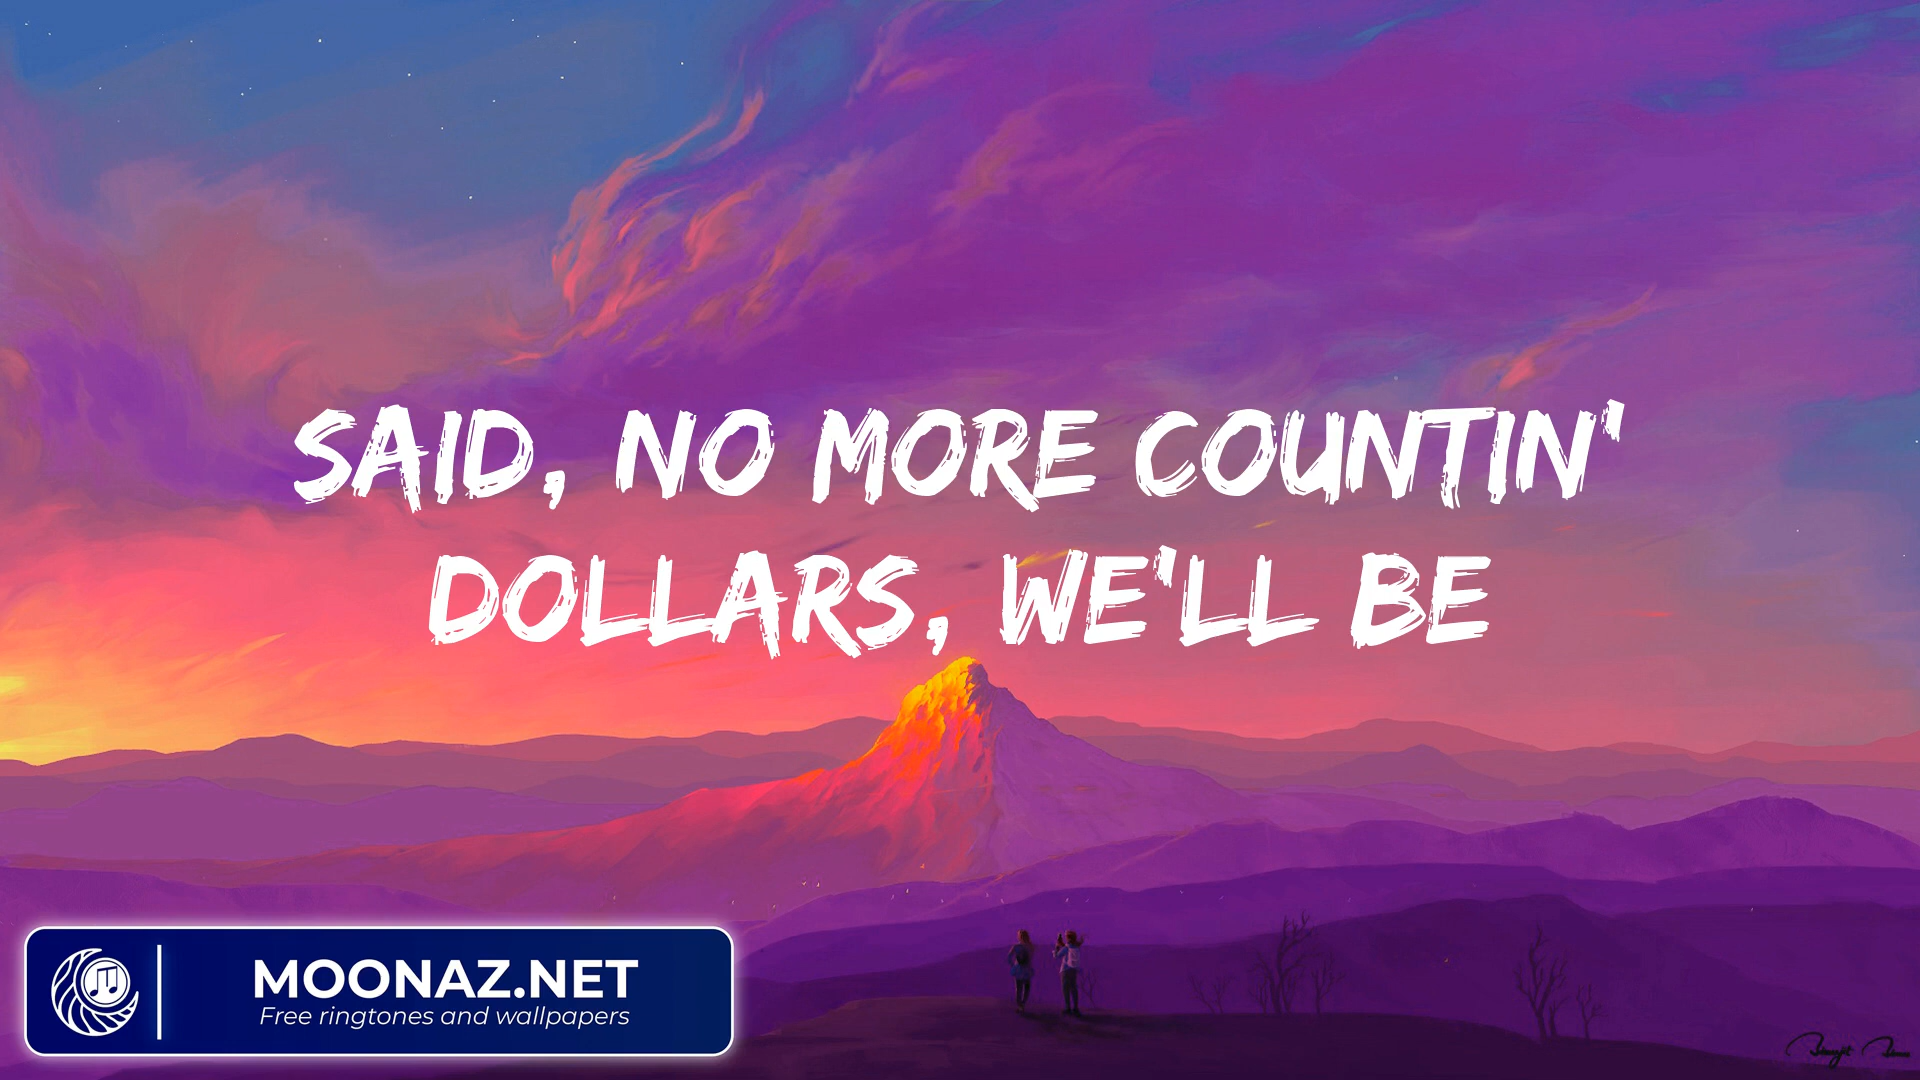 SAID, NO MORE COUNTIN'
DOLLARS, WE'LL BE
MOONAZ.NET
Free ringtones and wallpapers